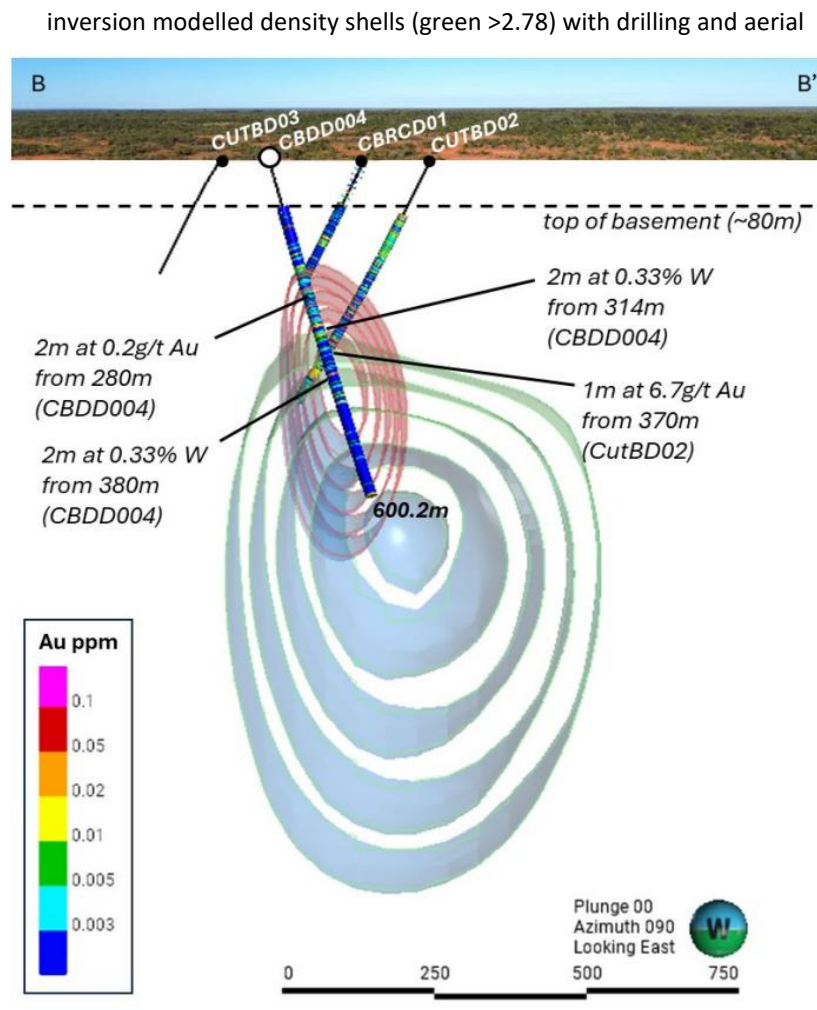 inversion modelled density shells (green >2.78) with drilling and aerial
B
B'
CUTBD03
CBDD004
CBRCD01
CUTBD02
top of basement (~80m)
2m at 0.33% W
from 314m
(CBDD004)
2m at 0.2g/t Au
from 280m
(CBDD004)
1m at 6.7g/t Au
from 370m
(CutBD02)
2m at 0.33% W
from 380m
(CBDD004)
600.2m
Au ppm
0.1
0.05
0.02
0.01
0.005
0.003
Plunge 00
Azimuth 090
Looking East
W
0 250 500 750